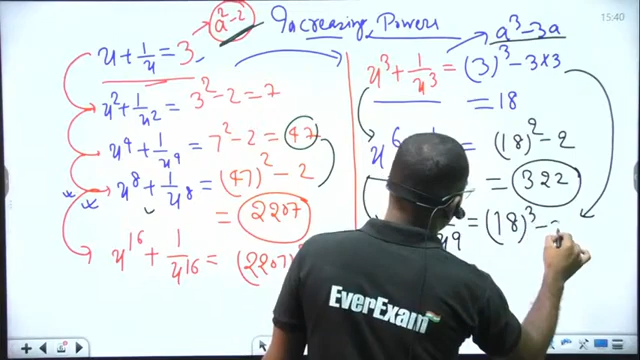 15:40
a² - 2
Increasing Powers
a³ - 3a
x + 1/x = 3
x² + 1/x² = 3² - 2 = 7
x⁴ + 1/x⁴ = 7² - 2 = 47
x⁸ + 1/x⁸ = (47)² - 2
= 2207
x¹⁶ + 1/x¹⁶ = (2207)
x³ + 1/x³ = (3)³ - 3×3
= 18
x⁶ = (18)² - 2
= 322
x⁹ = (18)³ -
EverExam